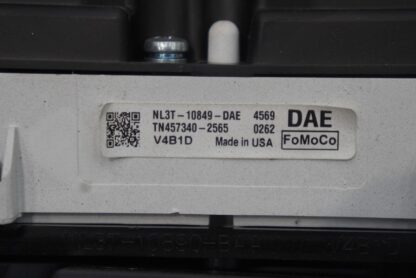 NL3T-10849-DAE 4569 DAE
TN457340-2565 0262
V4B1D Made in USA FoMoCo